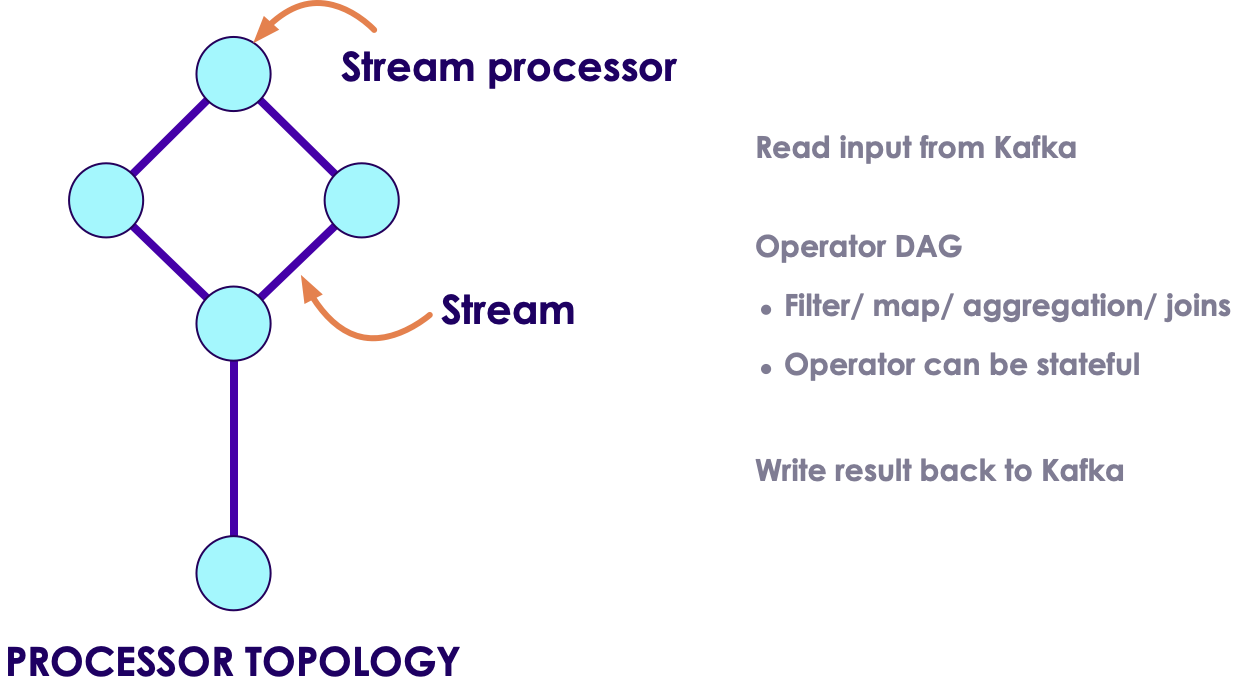 Stream processor
Read input from Kafka
Operator DAG
• Filter/ map/ aggregation/ joins
Stream
• Operator can be stateful
Write result back to Kafka
PROCESSOR TOPOLOGY